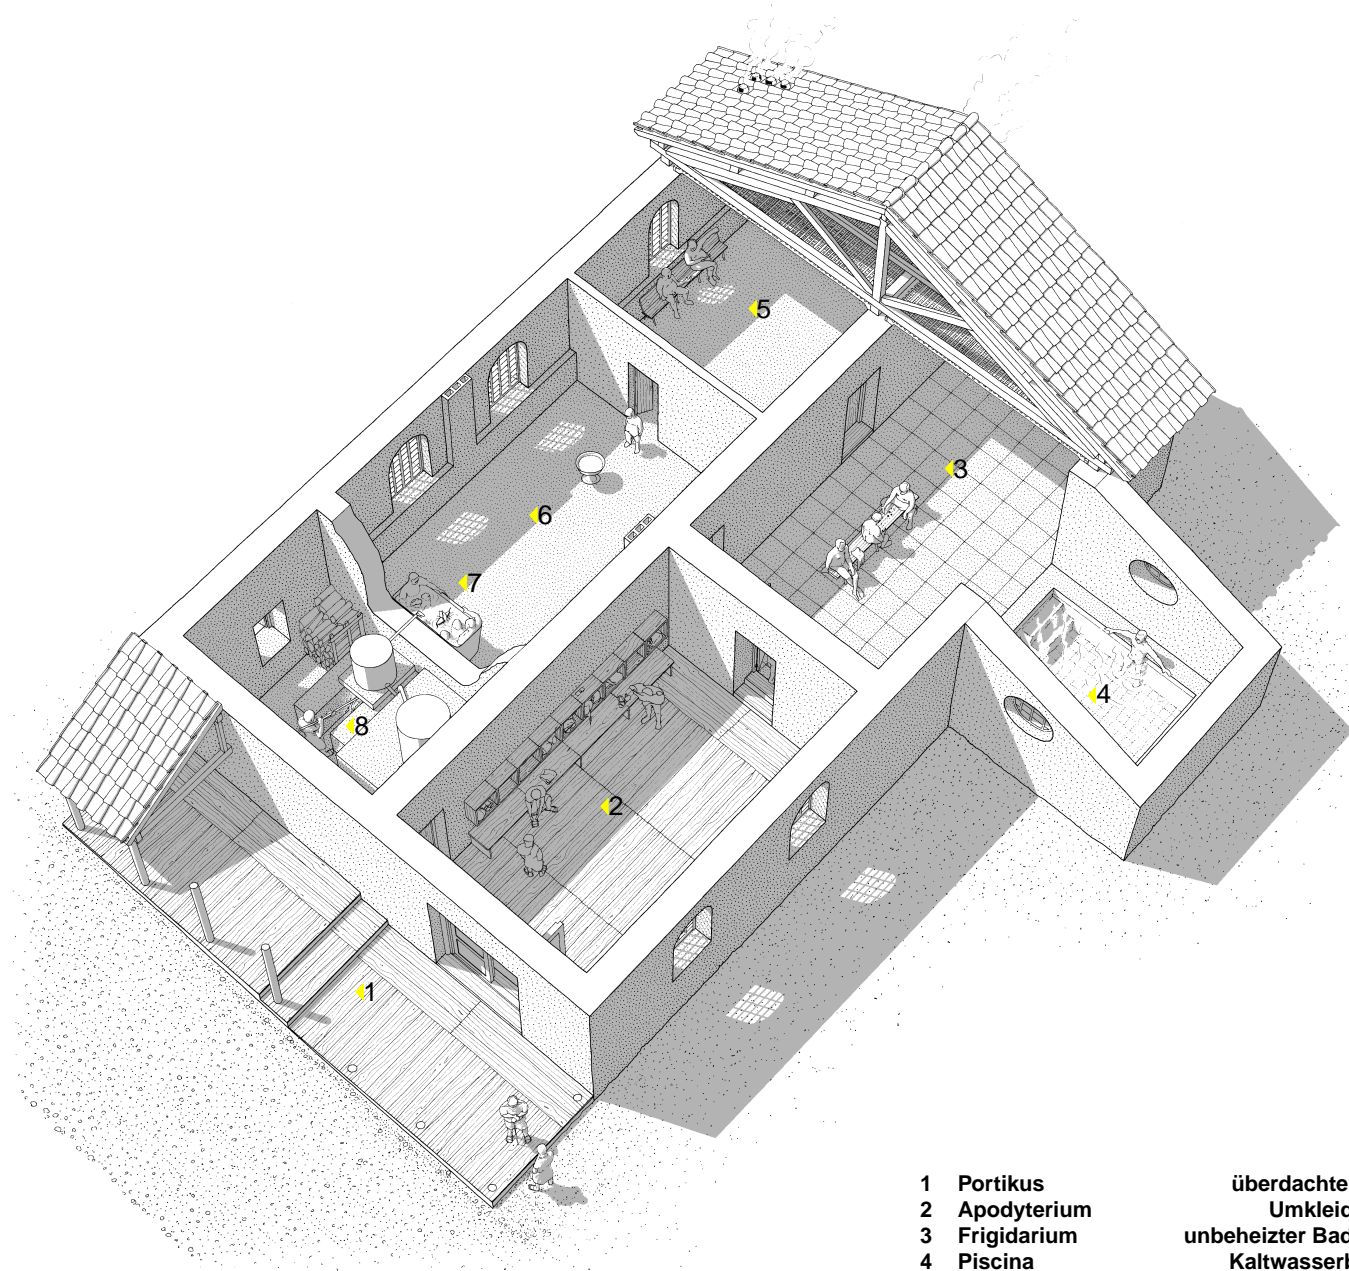 5
3
6
7
4
8
2
1
1 Portikus überdachte
2 Apodyterium Umkleid
3 Frigidarium unbeheizter Bad
4 Piscina Kaltwasserb